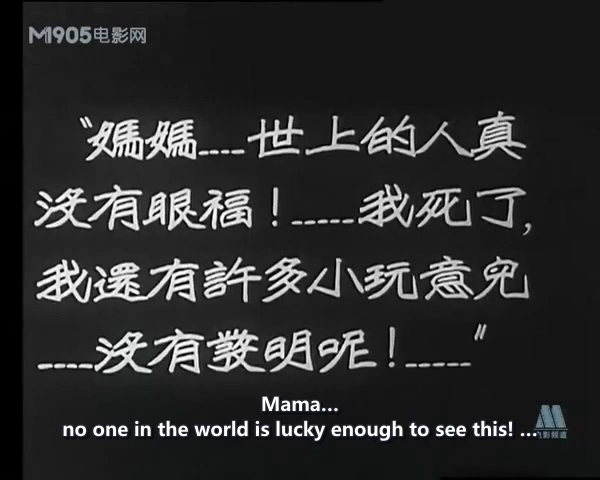 M1905电影网
"媽媽....世上的人真
沒有眼福！.....我死了,
我還有許多小玩意兒
....沒有發明呢！....."
Mama...
no one in the world is lucky enough to see this! ...